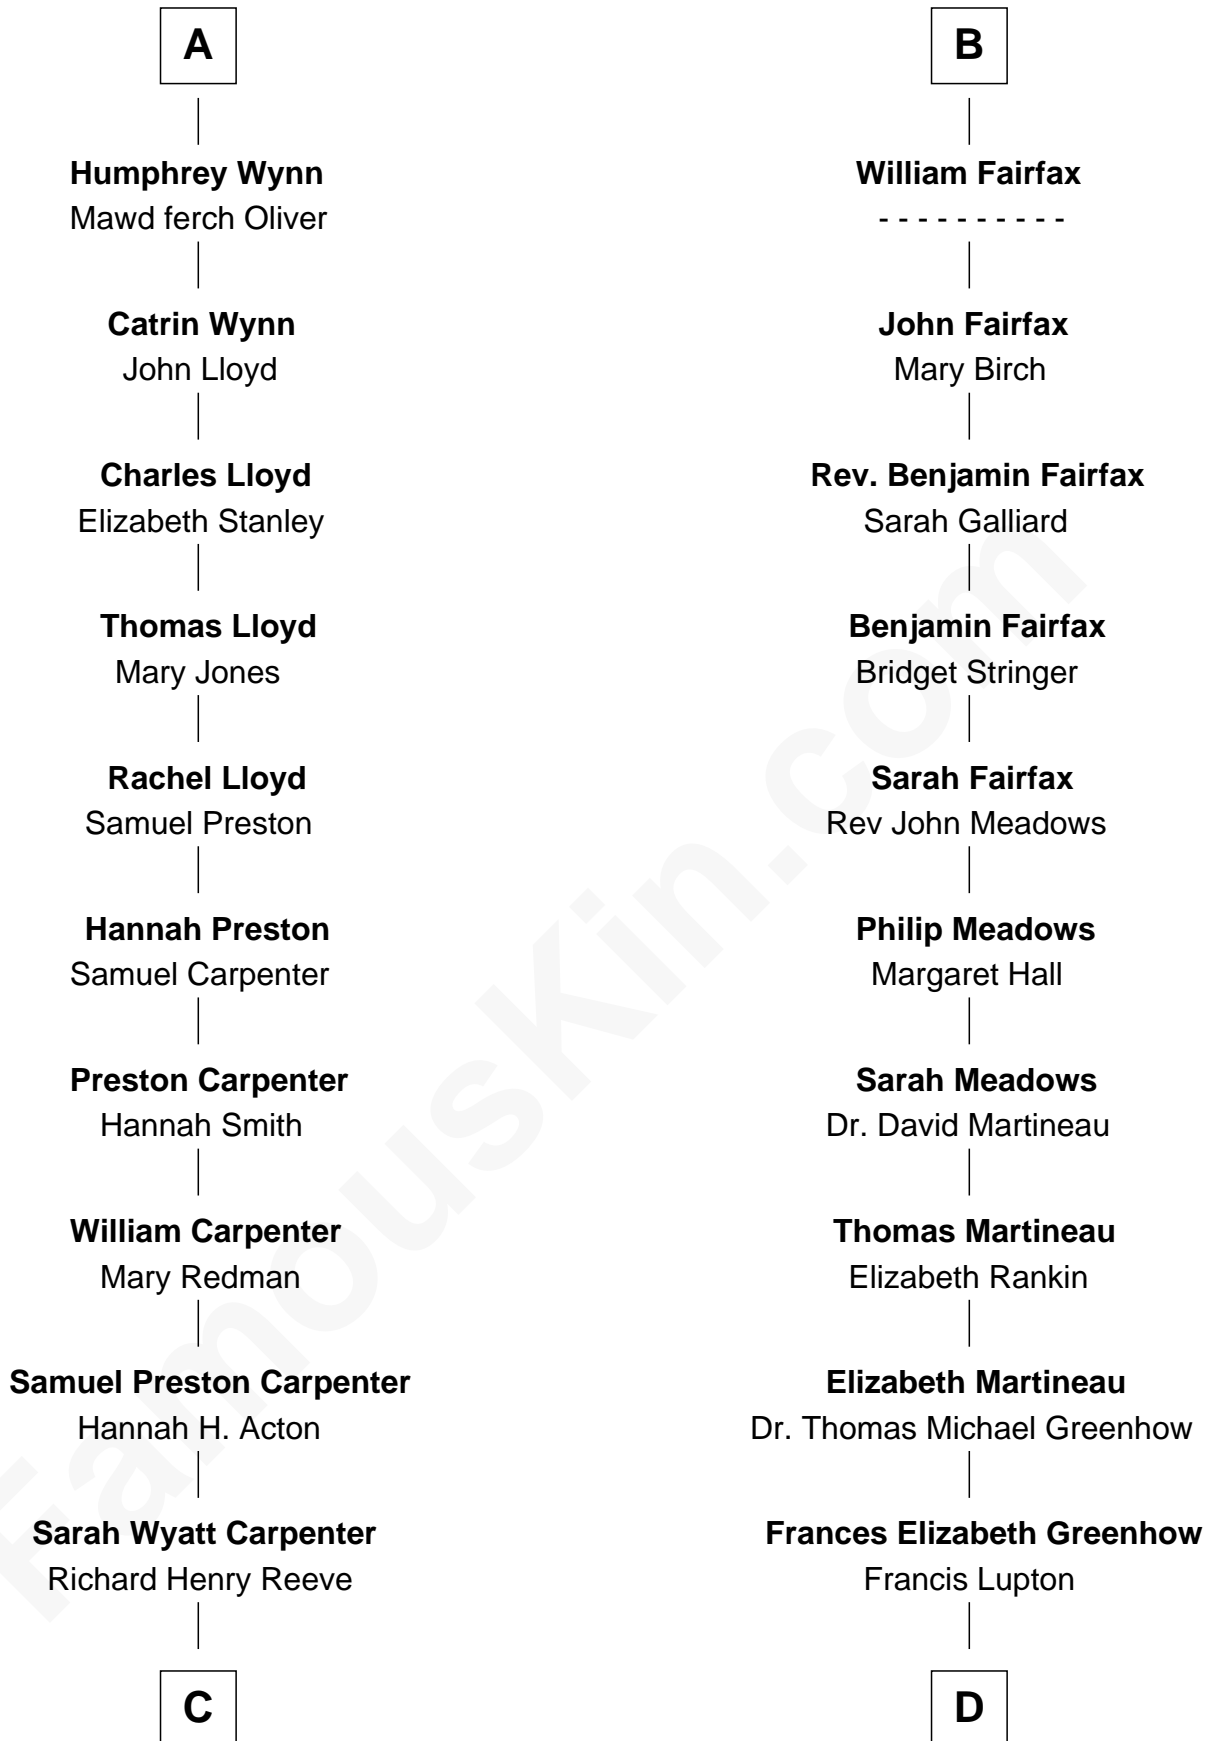 A
Humphrey Wynn
Mawd ferch Oliver
Catrin Wynn
John Lloyd
Charles Lloyd
Elizabeth Stanley
Thomas Lloyd
Mary Jones
Rachel Lloyd
Samuel Preston
Hannah Preston
Samuel Carpenter
Preston Carpenter
Hannah Smith
William Carpenter
Mary Redman
Samuel Preston Carpenter
Hannah H. Acton
Sarah Wyatt Carpenter
Richard Henry Reeve
C
B
William Fairfax
- - - - - - - - - -
John Fairfax
Mary Birch
Rev. Benjamin Fairfax
Sarah Galliard
Benjamin Fairfax
Bridget Stringer
Sarah Fairfax
Rev John Meadows
Philip Meadows
Margaret Hall
Sarah Meadows
Dr. David Martineau
Thomas Martineau
Elizabeth Rankin
Elizabeth Martineau
Dr. Thomas Michael Greenhow
Frances Elizabeth Greenhow
Francis Lupton
D
FamousKin.com